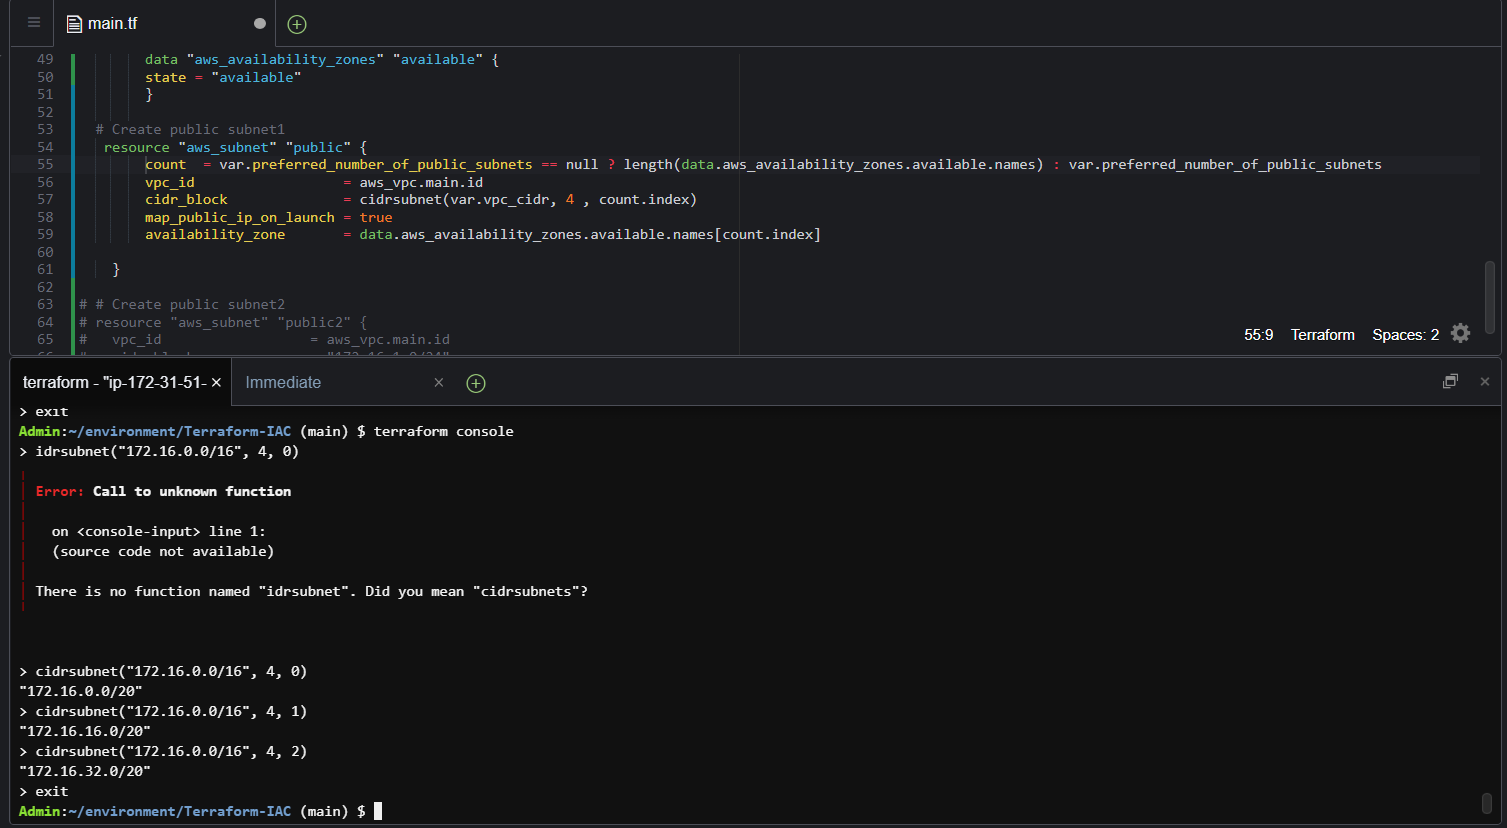 main.tf
49 data "aws_availability_zones" "available" {
50 state = "available"
51 }
52
53 # Create public subnet1
54 resource "aws_subnet" "public" {
55 count = var.preferred_number_of_public_subnets == null ? length(data.aws_availability_zones.available.names) : var.preferred_number_of_public_subnets
56 vpc_id = aws_vpc.main.id
57 cidr_block = cidrsubnet(var.vpc_cidr, 4 , count.index)
58 map_public_ip_on_launch = true
59 availability_zone = data.aws_availability_zones.available.names[count.index]
60
61 }
62
63 # # Create public subnet2
64 # resource "aws_subnet" "public2" {
65 # vpc_id = aws_vpc.main.id
55:9 Terraform Spaces: 2
terraform - "ip-172-31-51- × Immediate ×
> exit
Admin:~/environment/Terraform-IAC (main) $ terraform console
> idrsubnet("172.16.0.0/16", 4, 0)
Error: Call to unknown function
on <console-input> line 1:
(source code not available)
There is no function named "idrsubnet". Did you mean "cidrsubnets"?
> cidrsubnet("172.16.0.0/16", 4, 0)
"172.16.0.0/20"
> cidrsubnet("172.16.0.0/16", 4, 1)
"172.16.16.0/20"
> cidrsubnet("172.16.0.0/16", 4, 2)
"172.16.32.0/20"
> exit
Admin:~/environment/Terraform-IAC (main) $